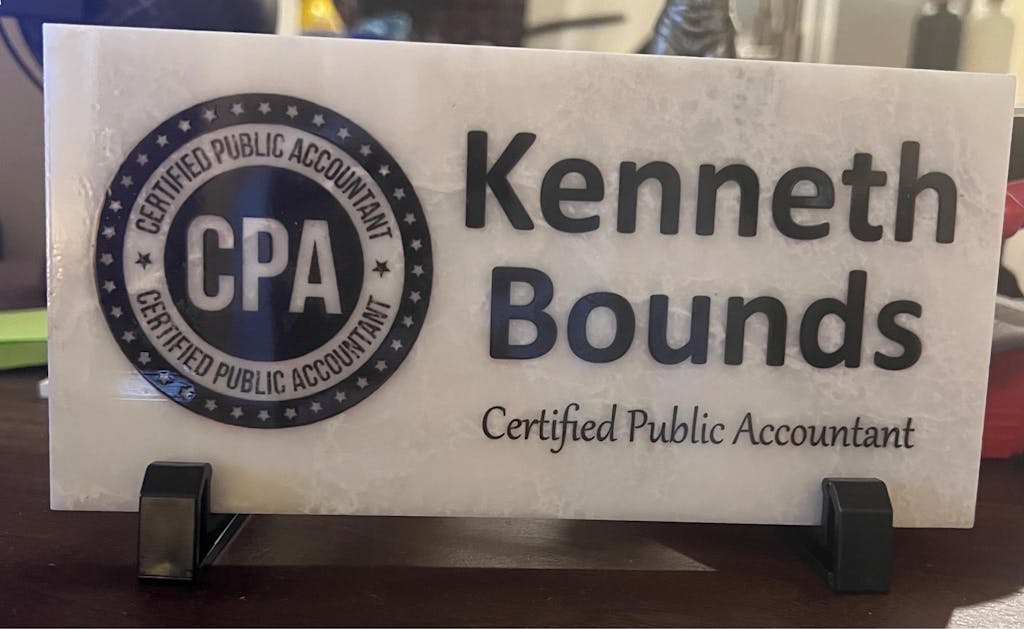 CERTIFIED PUBLIC ACCOUNTANT
CPA
CERTIFIED PUBLIC ACCOUNTANT
Kenneth
Bounds
Certified Public Accountant